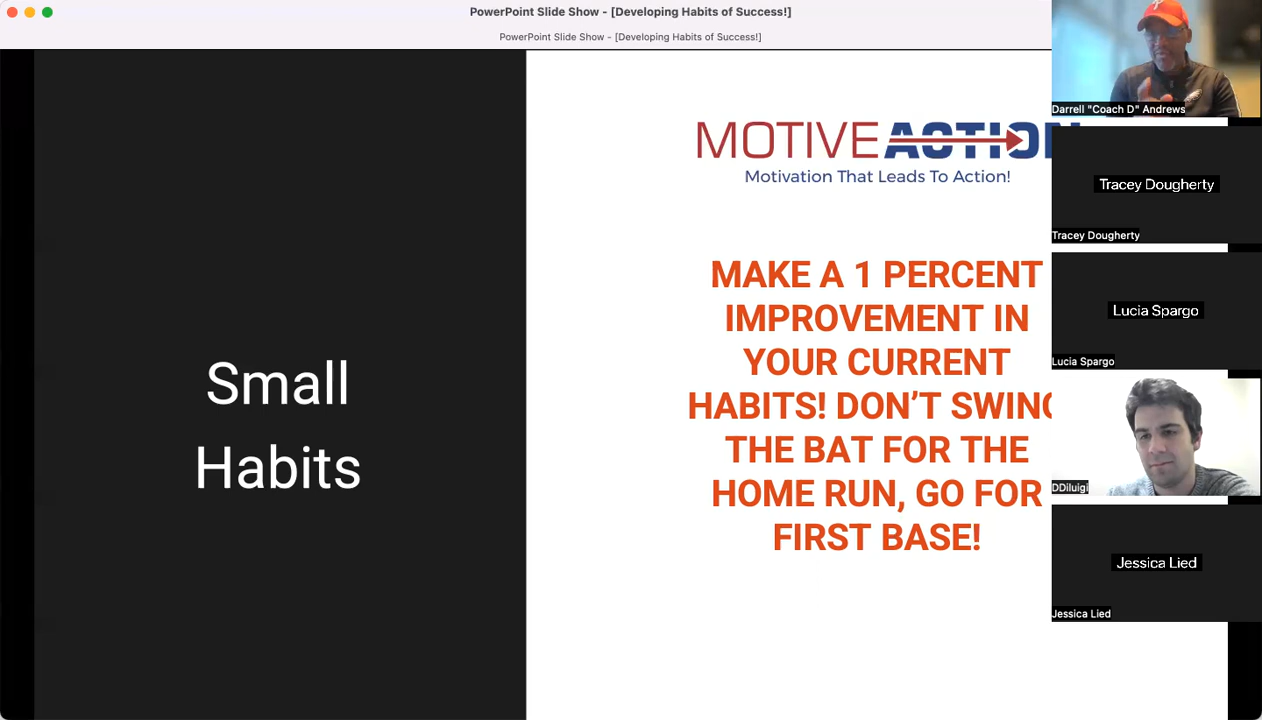 PowerPoint Slide Show - [Developing Habits of Success!]
PowerPoint Slide Show - [Developing Habits of Success!]
Small
Habits
MOTIVEACTION
Motivation That Leads To Action!
MAKE A 1 PERCENT
IMPROVEMENT IN
YOUR CURRENT
HABITS! DON’T SWING
THE BAT FOR THE
HOME RUN, GO FOR
FIRST BASE!
Darrell "Coach D" Andrews
Tracey Dougherty
Tracey Dougherty
Lucia Spargo
Lucia Spargo
DDiluigi
Jessica Lied
Jessica Lied